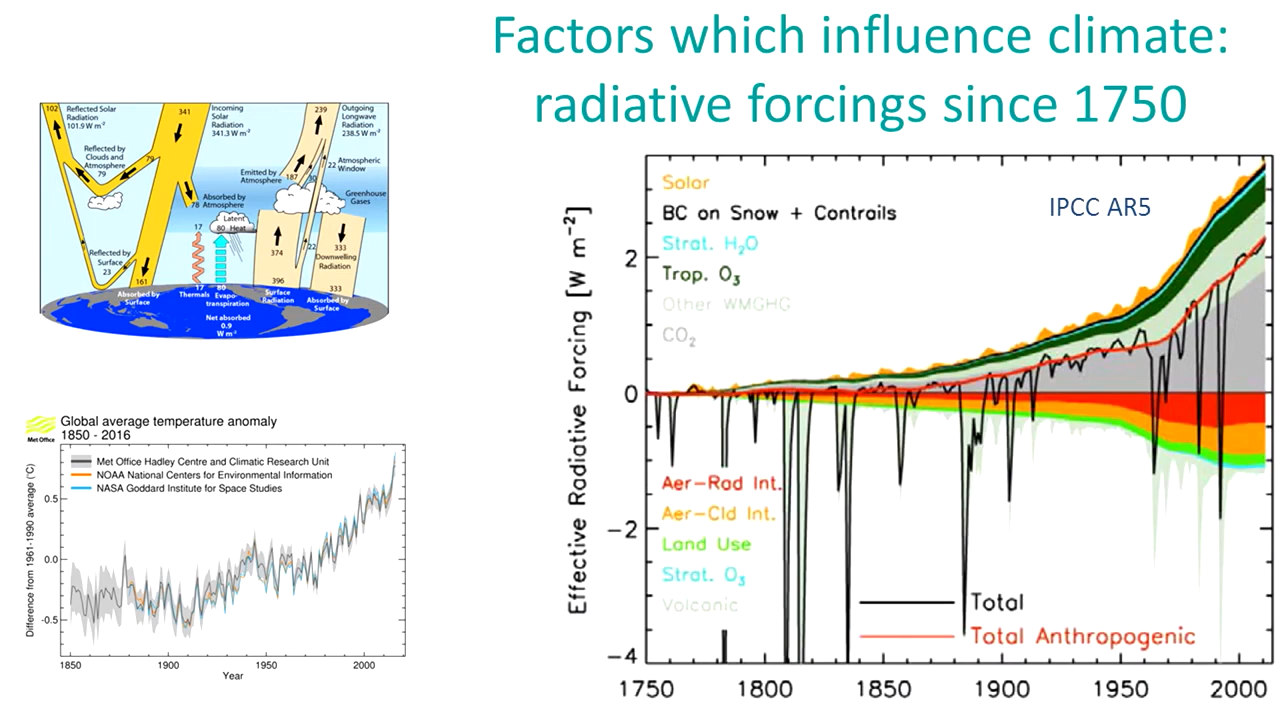 Factors which influence climate:
radiative forcings since 1750
102
Reflected Solar
Radiation
101.9 W m⁻²
341
Incoming
Solar
Radiation
341.3 W m⁻²
239
Outgoing
Longwave
Radiation
238.5 W m⁻²
Reflected by
Clouds and
Atmosphere
79
79
Emitted by
Atmosphere
187
30
22
Atmospheric
Window
Greenhouse
Gases
78
Absorbed by
Atmosphere
17
Latent
80 Heat
374
22
333
Downwelling
Radiation
Reflected by
Surface
23
161
Absorbed by
Surface
17
Thermals
80
Evapo-
transpiration
396
Surface
Radiation
333
Absorbed by
Surface
Net absorbed
0.9
W m⁻²
Met Office
Global average temperature anomaly
1850 - 2016
Met Office Hadley Centre and Climatic Research Unit
NOAA National Centers for Environmental Information
NASA Goddard Institute for Space Studies
Difference from 1961-1990 average (°C)
0.5
0.0
-0.5
1850 1900 1950 2000
Year
Effective Radiative Forcing [W m⁻²]
2
0
−2
−4
Solar
BC on Snow + Contrails
Strat. H₂O
Trop. O₃
Other WMGHG
CO₂
IPCC AR5
Aer−Rad Int.
Aer−Cld Int.
Land Use
Strat. O₃
Volcanic
Total
Total Anthropogenic
1750 1800 1850 1900 1950 2000